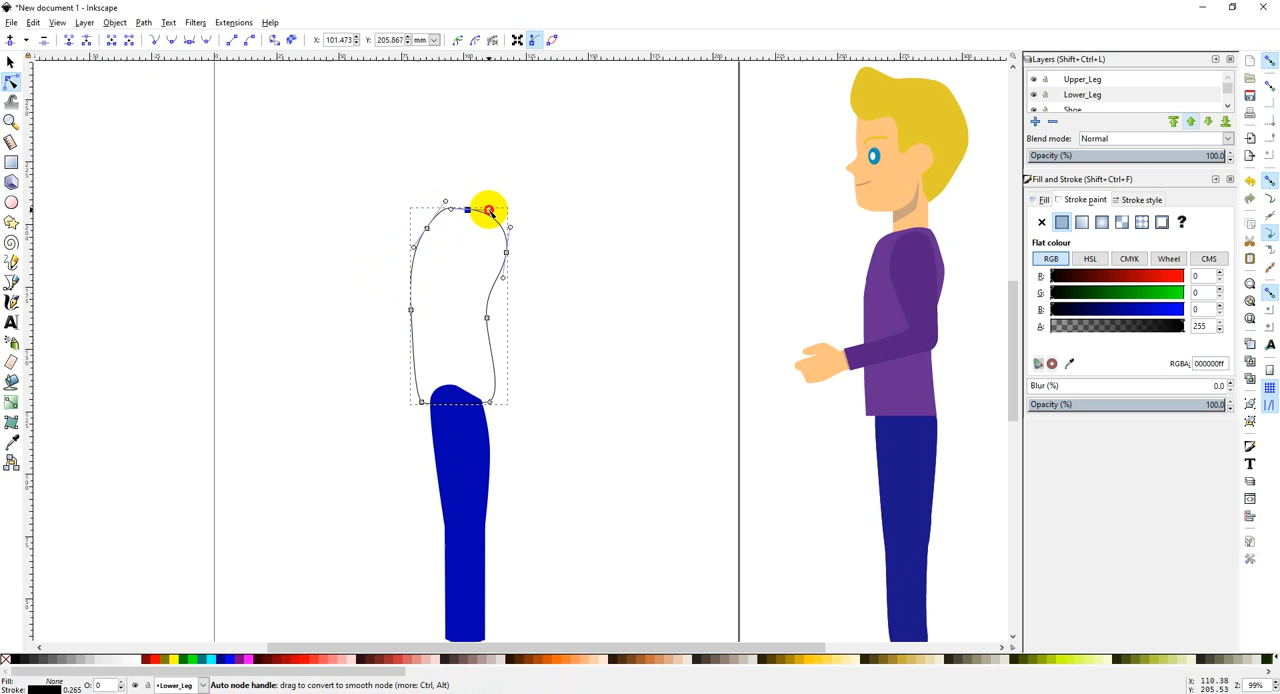 *New document 1 - Inkscape
File Edit View Layer Object Path Text Filters Extensions Help
X: 101.473 Y: 205.867 mm
Layers (Shift+Ctrl+L)
Upper_Leg
Lower_Leg
Shoe
Blend mode: Normal
Opacity (%) 100.0
Fill and Stroke (Shift+Ctrl+F)
Fill Stroke paint Stroke style
?
Flat colour
RGB HSL CMYK Wheel CMS
R: 0
G: 0
B: 0
A: 255
RGBA: 000000ff
Blur (%) 0.0
Opacity (%) 100.0
Fill: None
Stroke: 0.265 O: 0 •Lower_Leg Auto node handle: drag to convert to smooth node (more: Ctrl, Alt) X: 110.38 Y: 205.53 Z: 99%